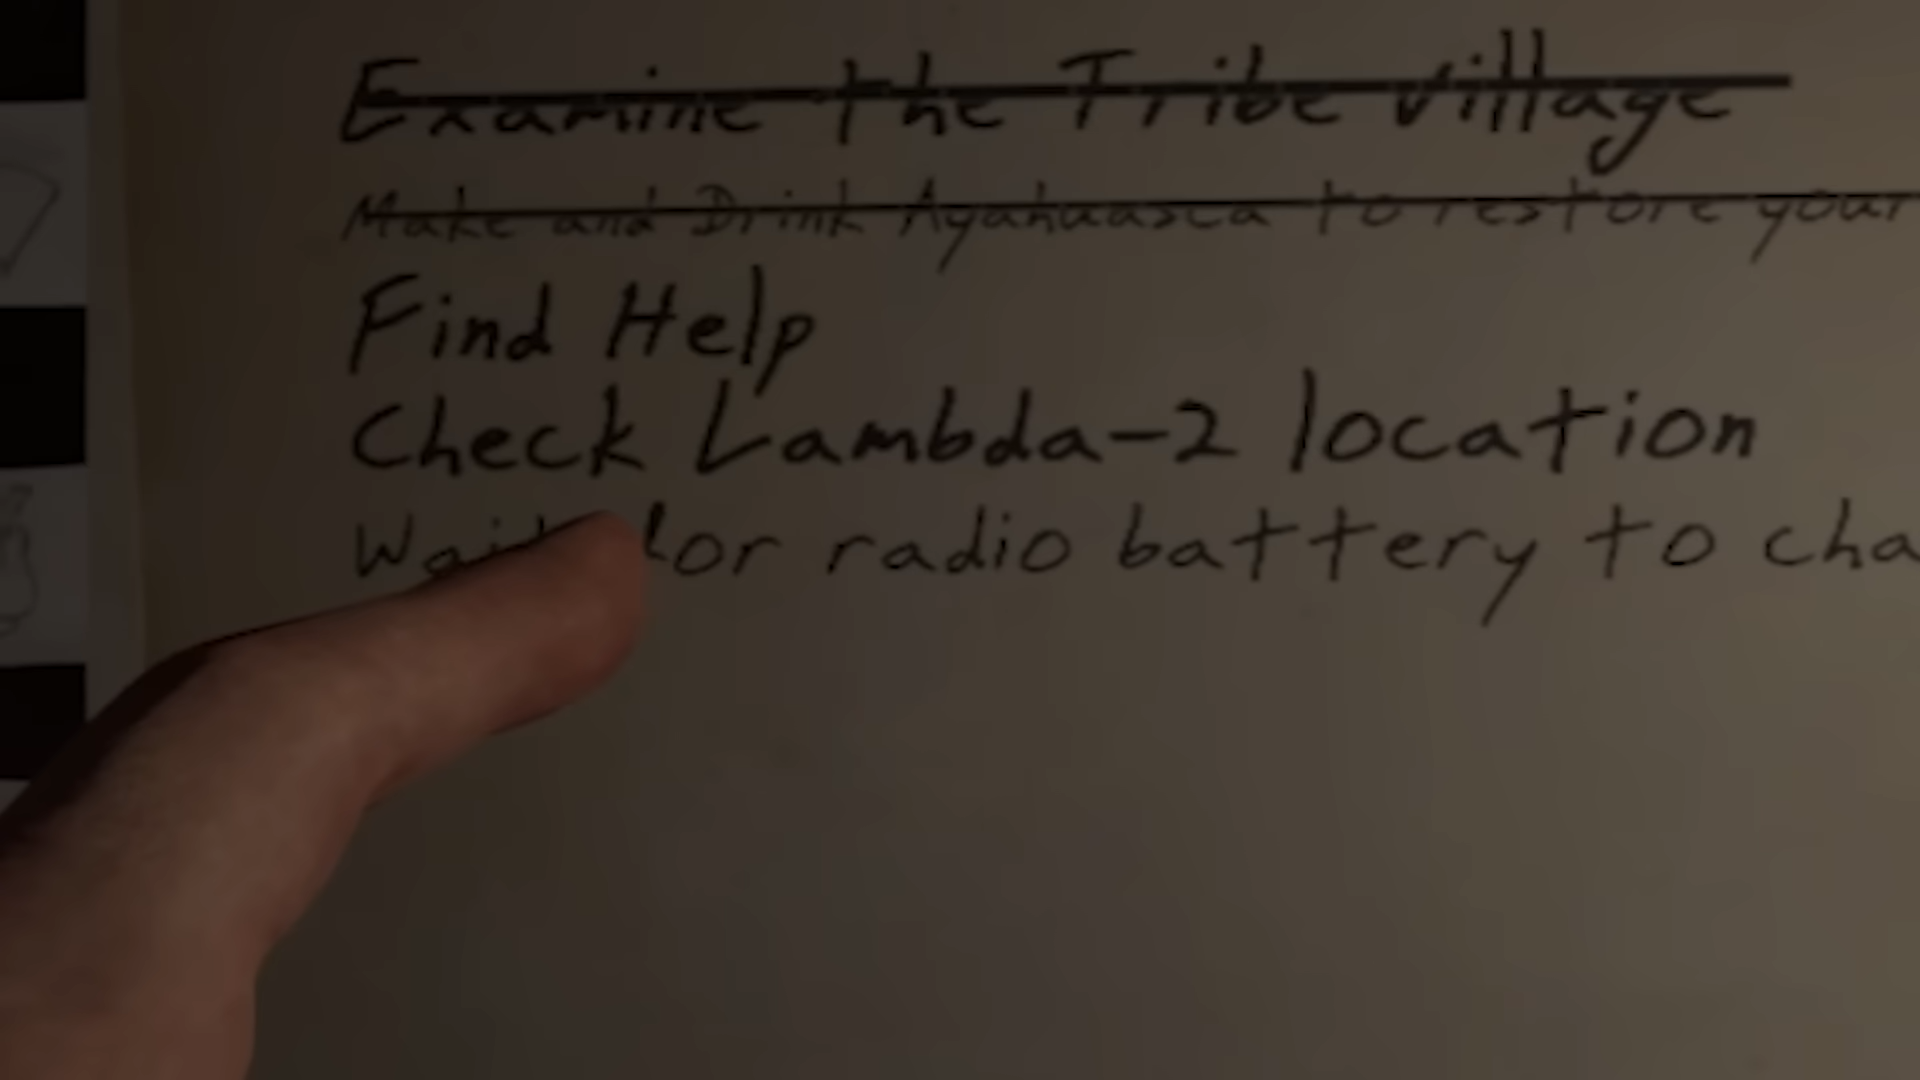 Examine the Tribe village
Make and Drink Ayahuasca to restore your
Find Help
Check Lambda-2 location
Wait for radio battery to cha